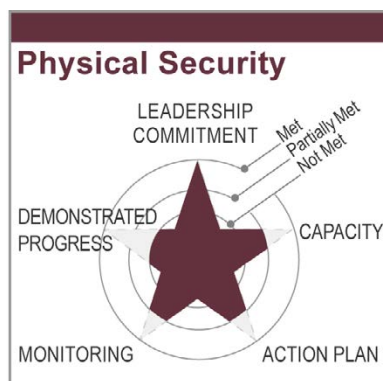 Physical Security
LEADERSHIP
COMMITMENT
Met
Partially Met
Not Met
DEMONSTRATED
PROGRESS
CAPACITY
MONITORING
ACTION PLAN